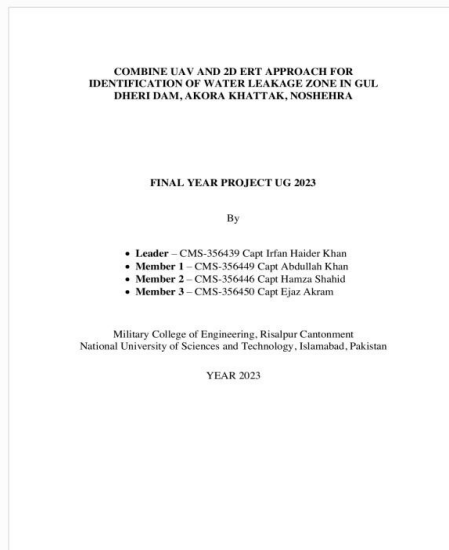 COMBINE UAV AND 2D ERT APPROACH FOR
IDENTIFICATION OF WATER LEAKAGE ZONE IN GUL
DHERI DAM, AKORA KHATTAK, NOSHEHRA
FINAL YEAR PROJECT UG 2023
By
• Leader – CMS-356439 Capt Irfan Haider Khan
• Member 1 – CMS-356449 Capt Abdullah Khan
• Member 2 – CMS-356446 Capt Hamza Shahid
• Member 3 – CMS-356450 Capt Ejaz Akram
Military College of Engineering, Risalpur Cantonment
National University of Sciences and Technology, Islamabad, Pakistan
YEAR 2023